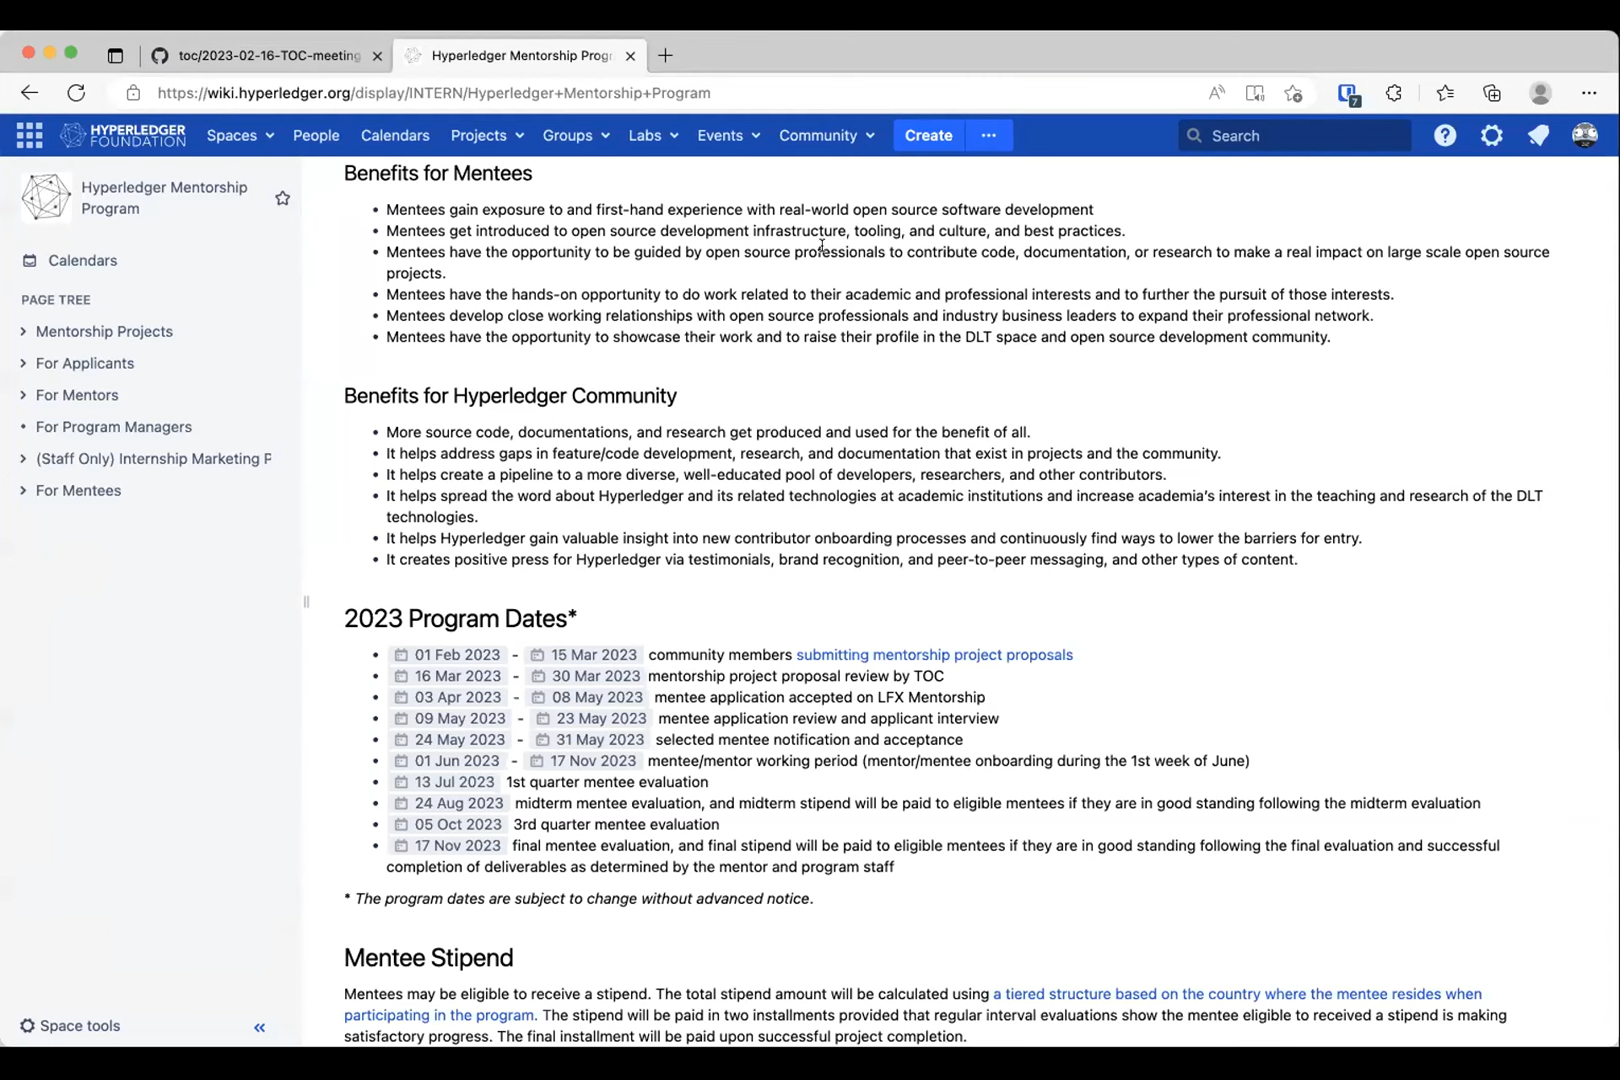 toc/2023-02-16-TOC-meeting
Hyperledger Mentorship Prog
https://wiki.hyperledger.org/display/INTERN/Hyperledger+Mentorship+Program
7
HYPERLEDGER
FOUNDATION
Spaces People Calendars Projects Groups Labs Events Community Create ... Search
Hyperledger Mentorship
Program
Calendars
PAGE TREE
Mentorship Projects
For Applicants
For Mentors
For Program Managers
(Staff Only) Internship Marketing P
For Mentees
Space tools
Benefits for Mentees
• Mentees gain exposure to and first-hand experience with real-world open source software development
• Mentees get introduced to open source development infrastructure, tooling, and culture, and best practices.
• Mentees have the opportunity to be guided by open source professionals to contribute code, documentation, or research to make a real impact on large scale open source
projects.
• Mentees have the hands-on opportunity to do work related to their academic and professional interests and to further the pursuit of those interests.
• Mentees develop close working relationships with open source professionals and industry business leaders to expand their professional network.
• Mentees have the opportunity to showcase their work and to raise their profile in the DLT space and open source development community.
Benefits for Hyperledger Community
• More source code, documentations, and research get produced and used for the benefit of all.
• It helps address gaps in feature/code development, research, and documentation that exist in projects and the community.
• It helps create a pipeline to a more diverse, well-educated pool of developers, researchers, and other contributors.
• It helps spread the word about Hyperledger and its related technologies at academic institutions and increase academia's interest in the teaching and research of the DLT
technologies.
• It helps Hyperledger gain valuable insight into new contributor onboarding processes and continuously find ways to lower the barriers for entry.
• It creates positive press for Hyperledger via testimonials, brand recognition, and peer-to-peer messaging, and other types of content.
2023 Program Dates*
• 01 Feb 2023 - 15 Mar 2023 community members submitting mentorship project proposals
• 16 Mar 2023 - 30 Mar 2023 mentorship project proposal review by TOC
• 03 Apr 2023 - 08 May 2023 mentee application accepted on LFX Mentorship
• 09 May 2023 - 23 May 2023 mentee application review and applicant interview
• 24 May 2023 - 31 May 2023 selected mentee notification and acceptance
• 01 Jun 2023 - 17 Nov 2023 mentee/mentor working period (mentor/mentee onboarding during the 1st week of June)
• 13 Jul 2023 1st quarter mentee evaluation
• 24 Aug 2023 midterm mentee evaluation, and midterm stipend will be paid to eligible mentees if they are in good standing following the midterm evaluation
• 05 Oct 2023 3rd quarter mentee evaluation
• 17 Nov 2023 final mentee evaluation, and final stipend will be paid to eligible mentees if they are in good standing following the final evaluation and successful
completion of deliverables as determined by the mentor and program staff
* The program dates are subject to change without advanced notice.
Mentee Stipend
Mentees may be eligible to receive a stipend. The total stipend amount will be calculated using a tiered structure based on the country where the mentee resides when
participating in the program. The stipend will be paid in two installments provided that regular interval evaluations show the mentee eligible to received a stipend is making
satisfactory progress. The final installment will be paid upon successful project completion.